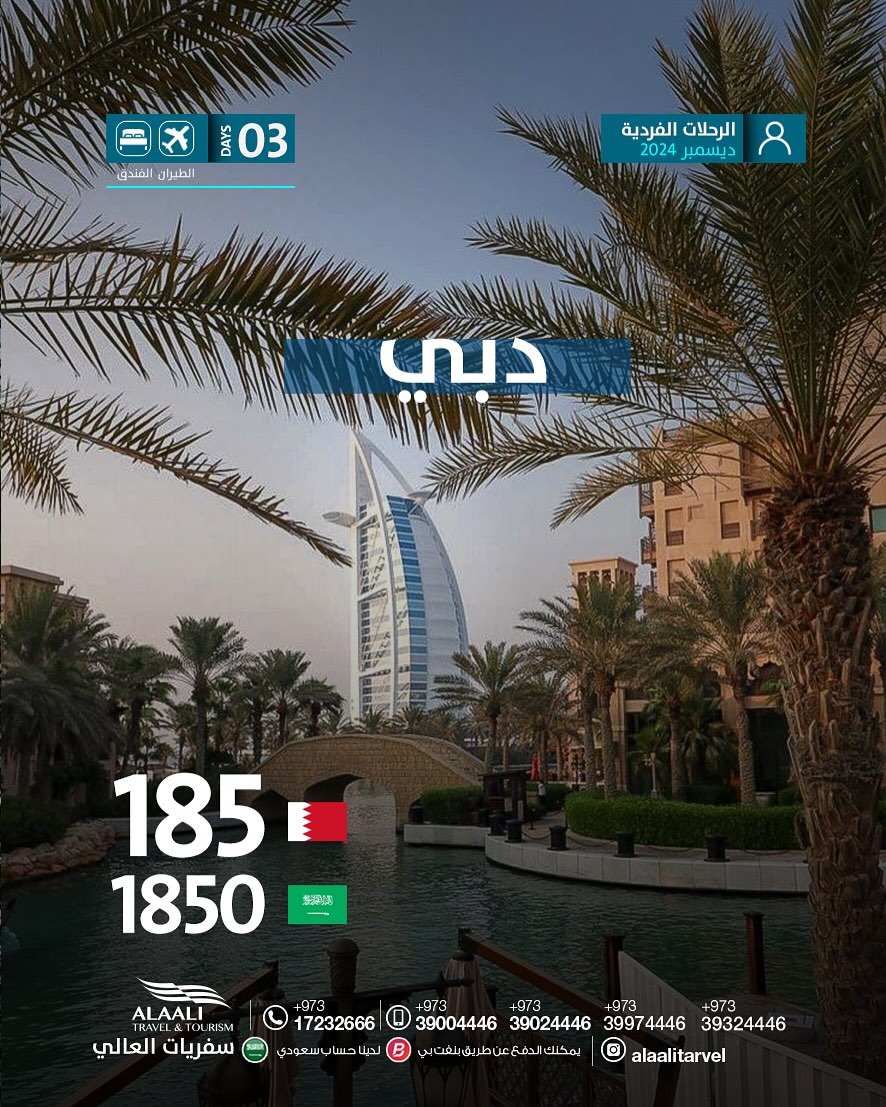 الرحلات الفردية
ديسمبر 2024
03 DAYS
الطيران الفندق
دبي
185
1850
ALAALI
TRAVEL & TOURISM
سفريات العالي
+973 17232666
+973 39004446
+973 39024446
+973 39974446
+973 39324446
لدينا حساب سعودي
يمكنك الدفع عن طريق بنفت بي
alaalitarvel